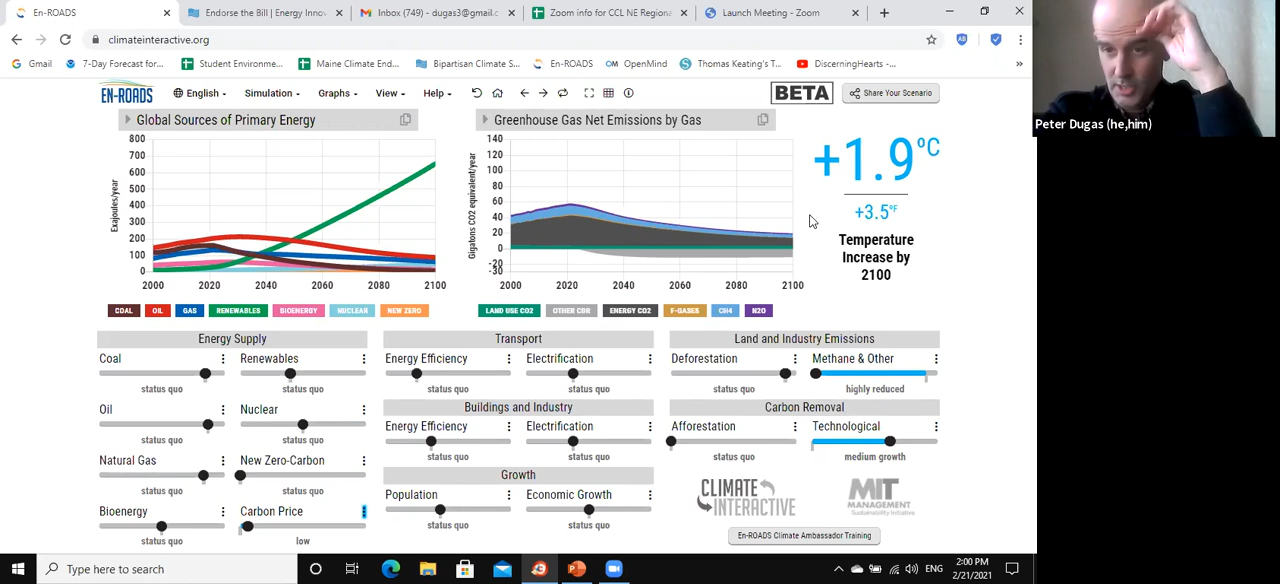 En-ROADS
Endorse the Bill | Energy Innov
Inbox (749) - dugas3@gmail.c
Zoom info for CCL NE Regiona
Launch Meeting - Zoom
climateinteractive.org
Gmail
7-Day Forecast for...
Student Environme...
Maine Climate End...
Bipartisan Climate S...
En-ROADS
OM OpenMind
Thomas Keating's T...
DiscerningHearts -...
EN-ROADS
English
Simulation
Graphs
View
Help
BETA
Share Your Scenario
Global Sources of Primary Energy
800
700
600
500
400
300
200
100
0
Exajoules/year
2000 2020 2040 2060 2080 2100
COAL OIL GAS RENEWABLES BIOENERGY NUCLEAR NEW ZERO
Greenhouse Gas Net Emissions by Gas
140
120
100
80
60
40
20
0
-20
-30
Gigatons CO2 equivalent/year
2000 2020 2040 2060 2080 2100
LAND USE CO2 OTHER CDR ENERGY CO2 F-GASES CH4 N2O
+1.9°C
+3.5°F
Temperature
Increase by
2100
Energy Supply
Coal
status quo
Renewables
status quo
Oil
status quo
Nuclear
status quo
Natural Gas
status quo
New Zero-Carbon
status quo
Bioenergy
status quo
Carbon Price
low
Transport
Energy Efficiency
status quo
Electrification
status quo
Buildings and Industry
Energy Efficiency
status quo
Electrification
status quo
Growth
Population
status quo
Economic Growth
status quo
Land and Industry Emissions
Deforestation
status quo
Methane & Other
highly reduced
Carbon Removal
Afforestation
status quo
Technological
medium growth
CLIMATE
INTERACTIVE
MIT
MANAGEMENT
Sustainability Initiative
En-ROADS Climate Ambassador Training
Peter Dugas (he,him)
Type here to search
ENG
2:00 PM
2/21/2021